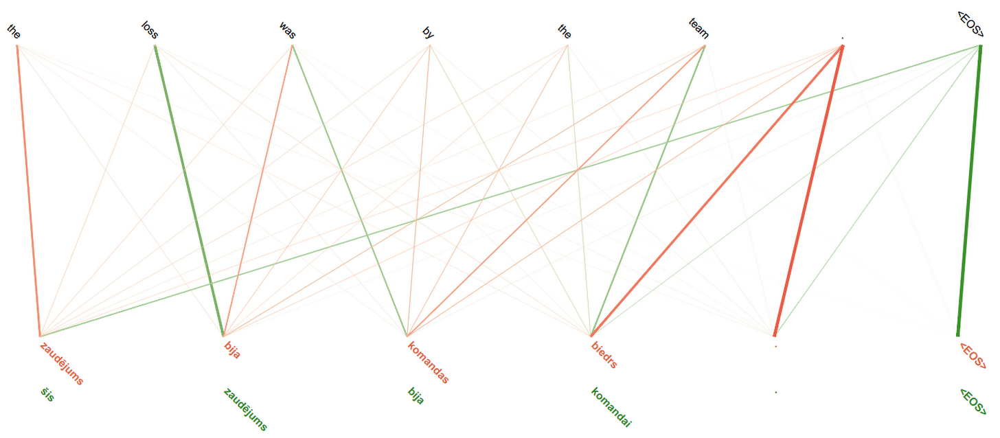 the loss was by the team . <EOS>
zaudējums bija komandas biedrs . <EOS>
šis zaudējums bija komandai . <EOS>